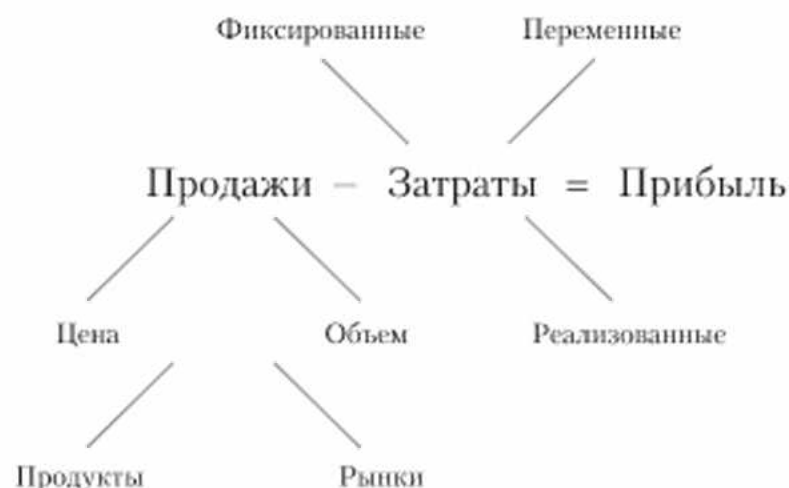 Фиксированные Переменные
Продажи – Затраты = Прибыль
Цена Объем Реализованные
Продукты Рынки